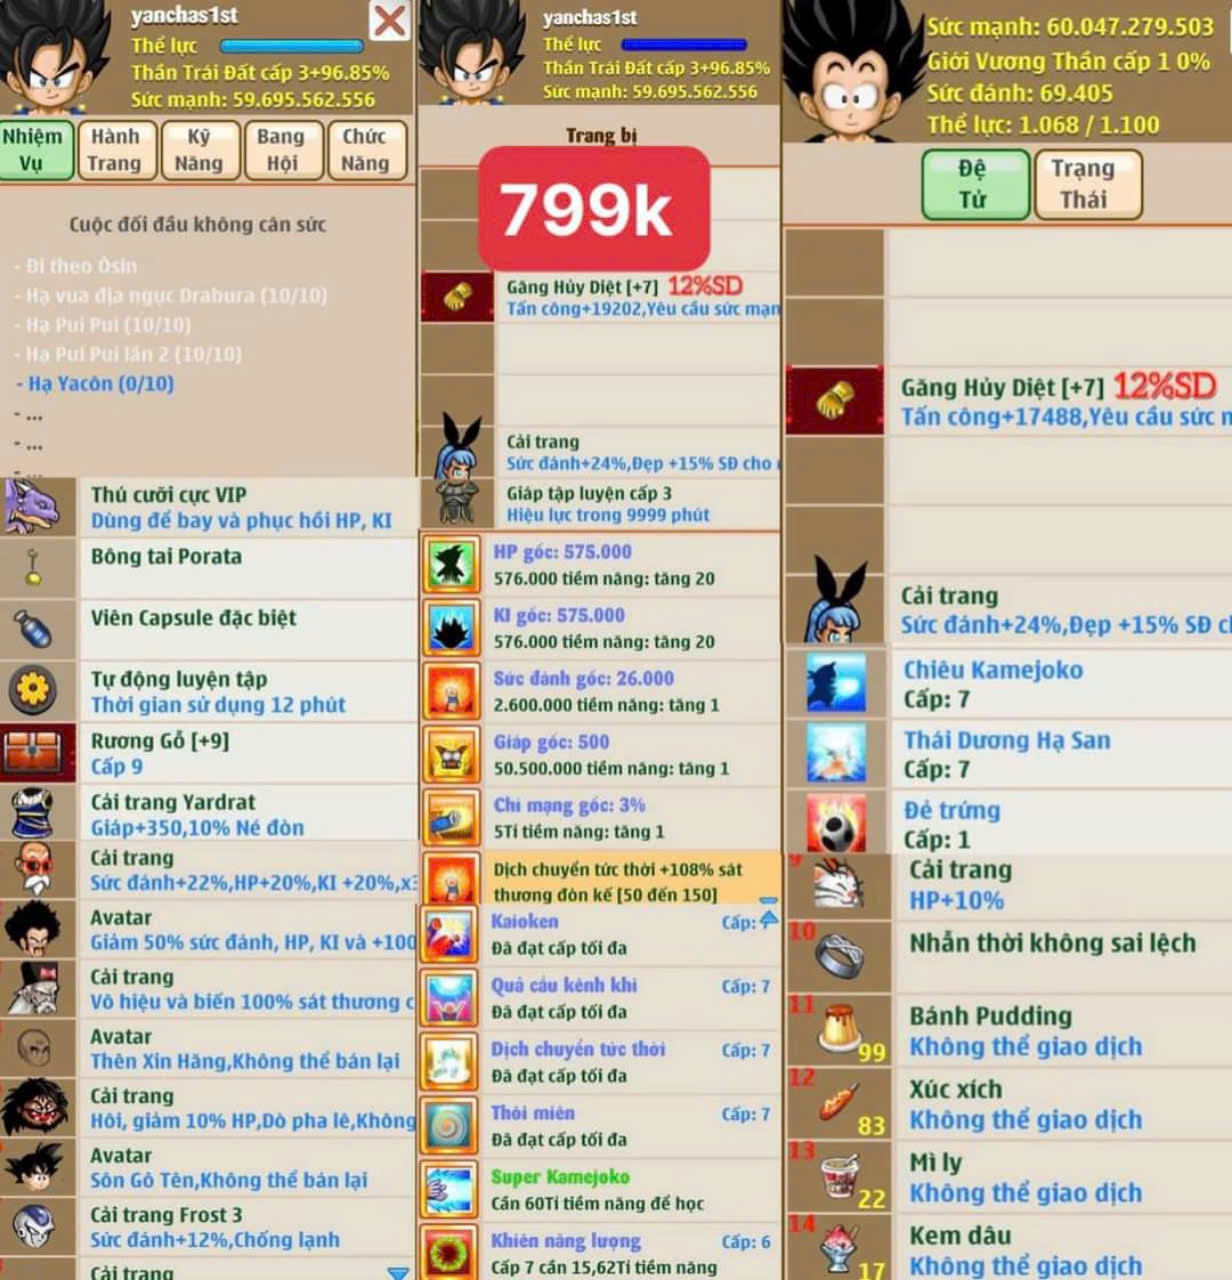 yanchas1st
Thể lực
Thần Trái Đất cấp 3+96.85%
Sức mạnh: 59.695.562.556
Nhiệm Vụ
Hành Trang
Kỹ Năng
Bang Hội
Chức Năng
Cuộc đối đầu không cân sức
- Đi theo Ôsin
- Hạ vua địa ngục Drabura (10/10)
- Hạ Pui Pui (10/10)
- Hạ Pui Pui lần 2 (10/10)
- Hạ Yacôn (0/10)
- ...
- ...
- ...
Thú cưỡi cực VIP
Dùng để bay và phục hồi HP, KI
Bông tai Porata
Viên Capsule đặc biệt
Tự động luyện tập
Thời gian sử dụng 12 phút
Rương Gỗ [+9]
Cấp 9
Cải trang Yardrat
Giáp+350,10% Né đòn
Cải trang
Sức đánh+22%,HP+20%,KI +20%,x3
Avatar
Giảm 50% sức đánh, HP, KI và +100
Cải trang
Vô hiệu và biến 100% sát thương c
Avatar
Thên Xin Hăng,Không thể bán lại
Cải trang
Hôi, giảm 10% HP,Dò pha lê,Không
Avatar
Sôn Gô Tên,Không thể bán lại
Cải trang Frost 3
Sức đánh+12%,Chống lạnh
Cải trang
yanchas1st
Thể lực
Thần Trái Đất cấp 3+96.85%
Sức mạnh: 59.695.562.556
Trang bị
799k
Găng Hủy Diệt [+7] 12%SD
Tấn công+19202,Yêu cầu sức mạn
Cải trang
Sức đánh+24%,Đẹp +15% SĐ cho
Giáp tập luyện cấp 3
Hiệu lực trong 9999 phút
HP gốc: 575.000
576.000 tiềm năng: tăng 20
KI gốc: 575.000
576.000 tiềm năng: tăng 20
Sức đánh gốc: 26.000
2.600.000 tiềm năng: tăng 1
Giáp gốc: 500
50.500.000 tiềm năng: tăng 1
Chí mạng gốc: 3%
5Tỉ tiềm năng: tăng 1
Dịch chuyển tức thời +108% sát
thương đòn kế [50 đến 150]
Kaioken Cấp:
Đã đạt cấp tối đa
Quả cầu kênh khi Cấp: 7
Đã đạt cấp tối đa
Dịch chuyển tức thời Cấp: 7
Đã đạt cấp tối đa
Thôi miên Cấp: 7
Đã đạt cấp tối đa
Super Kamejoko
Cần 60Tỉ tiềm năng để học
Khiên năng lượng Cấp: 6
Cấp 7 cần 15,62Tỉ tiềm năng
Sức mạnh: 60.047.279.503
Giới Vương Thần cấp 1 0%
Sức đánh: 69.405
Thể lực: 1.068 / 1.100
Đệ Tử
Trạng Thái
Găng Hủy Diệt [+7] 12%SD
Tấn công+17488,Yêu cầu sức n
Cải trang
Sức đánh+24%,Đẹp +15% SĐ cl
Chiêu Kamejoko
Cấp: 7
Thái Dương Hạ San
Cấp: 7
Đẻ trứng
Cấp: 1
9
Cải trang
HP+10%
10
Nhẫn thời không sai lệch
11
Bánh Pudding
Không thể giao dịch
99
12
Xúc xích
Không thể giao dịch
83
13
Mì ly
Không thể giao dịch
22
14
Kem dâu
Không thể giao dịch
17